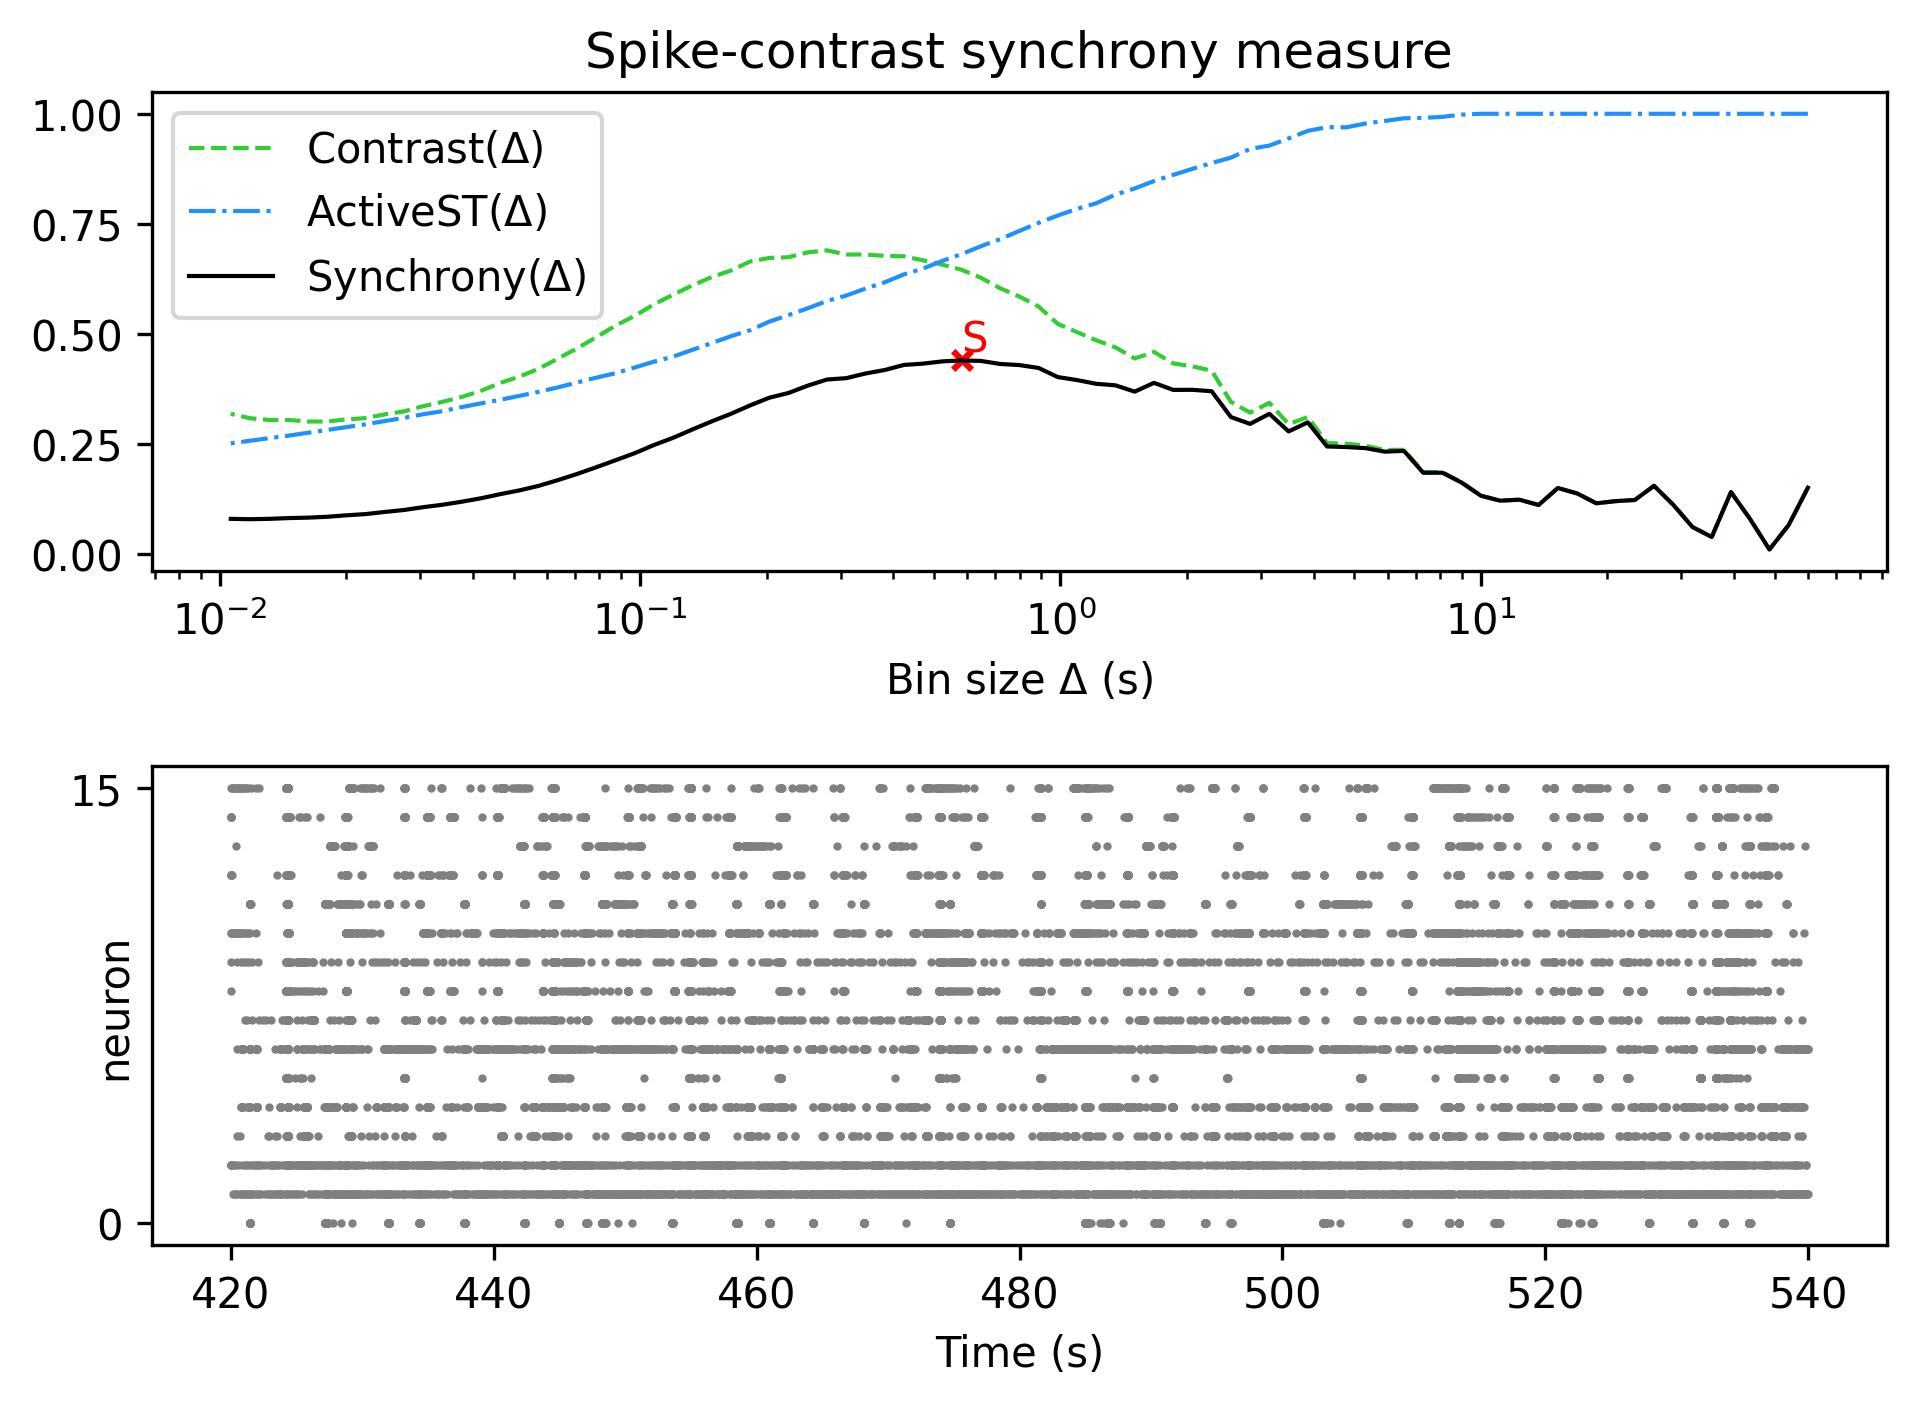 Spike-contrast synchrony measure
1.00
0.75
0.50
0.25
0.00
Contrast(Δ)
ActiveST(Δ)
Synchrony(Δ)
S
10⁻² 10⁻¹ 10⁰ 10¹
Bin size Δ (s)
15
0
neuron
420 440 460 480 500 520 540
Time (s)